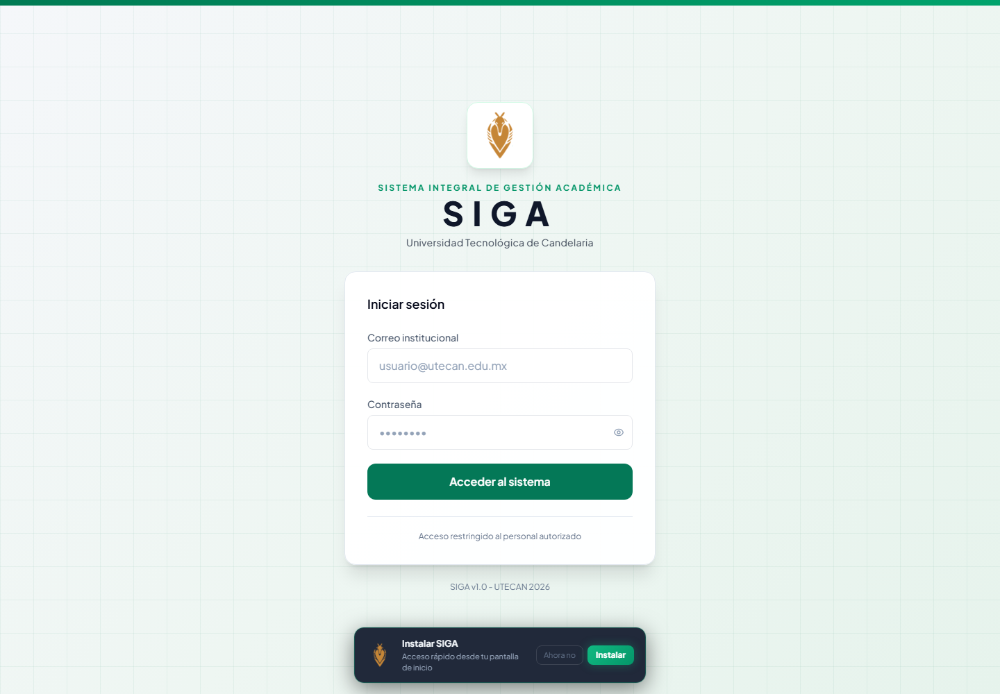 SISTEMA INTEGRAL DE GESTIÓN ACADÉMICA
SIGA
Universidad Tecnológica de Candelaria
Iniciar sesión
Correo institucional
usuario@utecan.edu.mx
Contraseña
••••••••
Acceder al sistema
Acceso restringido al personal autorizado
SIGA v1.0 - UTECAN 2026
Instalar SIGA
Acceso rápido desde tu pantalla
de inicio
Ahora no
Instalar